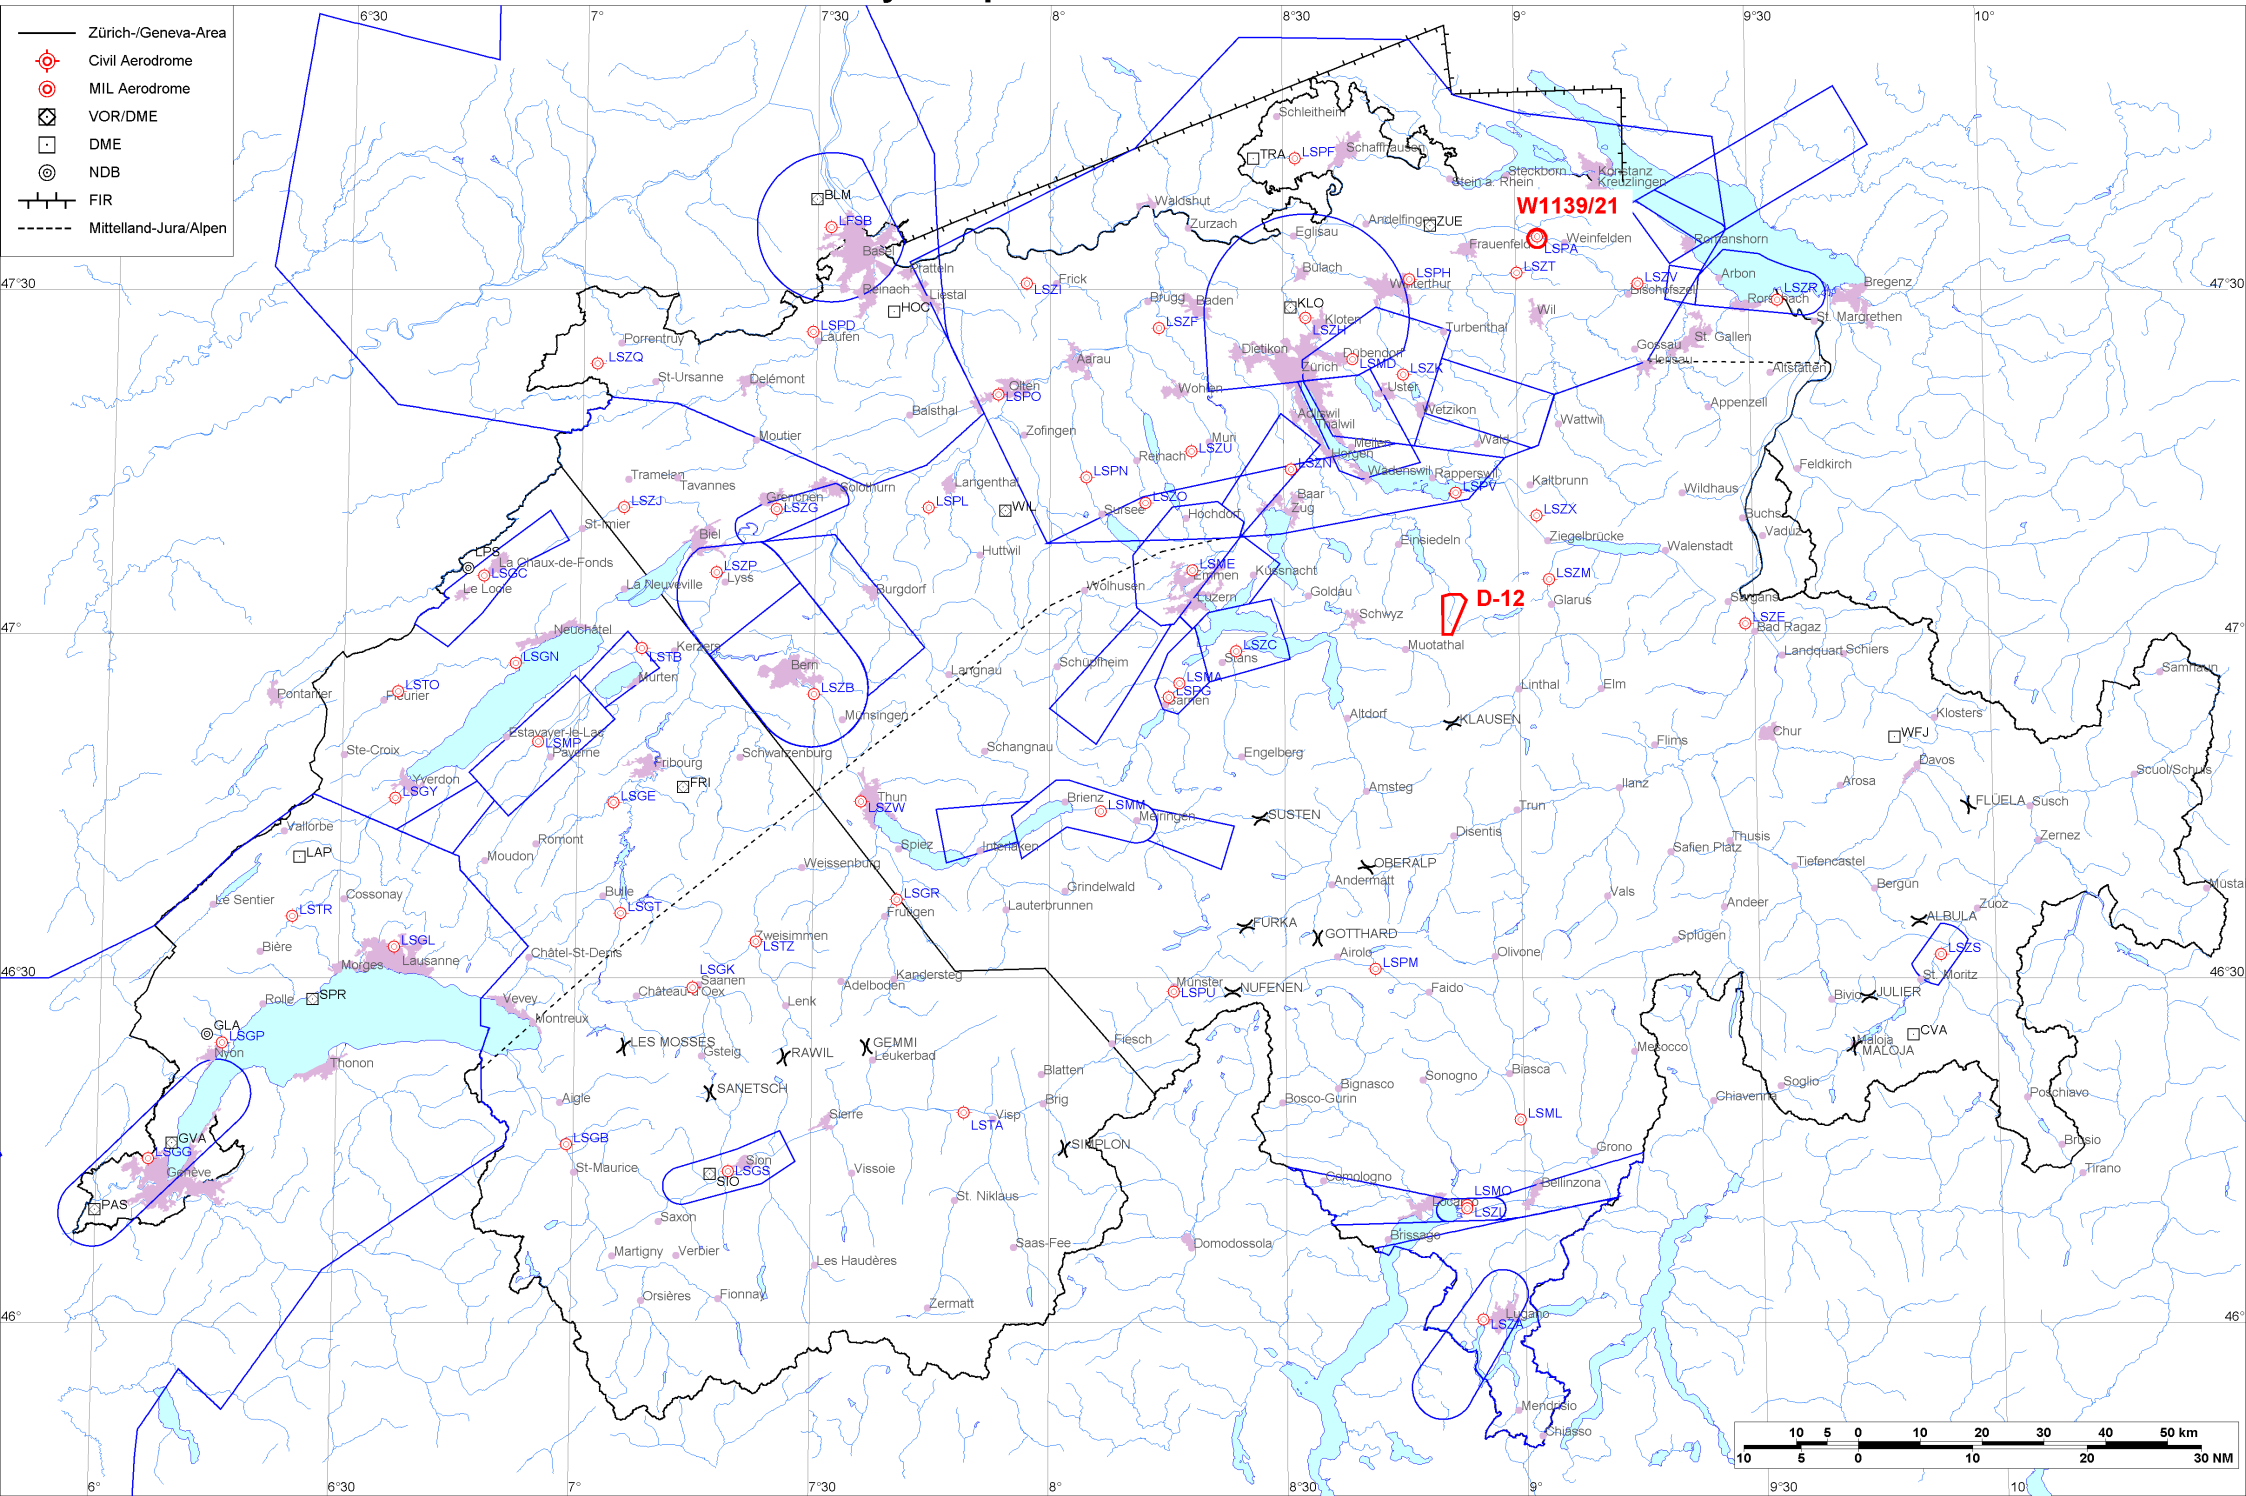 6°30
7°
7°30
8°
8°30
9°
9°30
10°
Zürich-/Geneva-Area
Civil Aerodrome
MIL Aerodrome
VOR/DME
DME
NDB
FIR
Mittelland-Jura/Alpen
Schleitheim
TRA
LSPF
Schaffhausen
Steckborn
Konstanz
Stein a. Rhein
Kreuzlingen
BLM
Waldshut
W1139/21
LFSB
Zurzach
Eglisau
Andelfingen
ZUE
Weinfelden
Romanshorn
Basel
Frauenfeld
LSPA
Pratteln
Bülach
LSPH
LSZT
LSZV
Arbon
Bregenz
47°30
LSZI
Frick
Winterthur
Bischofszell
LSZR
47°30
Reinach
Liestal
Brugg
Baden
KLO
Rorschach
HOC
Kloten
Wil
St. Margrethen
LSPD
LSZF
LSZH
Turbenthal
Laufen
Porrentruy
St. Gallen
LSZQ
Aarau
Dietikon
Dübendorf
Gossau
Zürich
LSMD
Herisau
St-Ursanne
Delémont
LSZK
Altstätten
Olten
Wohlen
Uster
LSPO
Balsthal
Wetzikon
Appenzell
Adliswil
Thalwil
Wattwil
Moutier
Zofingen
Muri
Meilen
Wald
LSZU
Horgen
Reinach
LSZN
Feldkirch
Tramelan
LSPN
Wädenswil
Rapperswil
Tavannes
Langenthal
Kaltbrunn
Solothurn
LSPV
Wildhaus
Grenchen
Baar
LSZJ
LSZG
LSPL
WIL
LSZO
Zug
Sursee
Hochdorf
LSZX
Buchs
St-Imier
Vaduz
Biel
Einsiedeln
Ziegelbrücke
Walenstadt
LPS
Huttwil
La Chaux-de-Fonds
LSGC
LSZP
LSME
Lyss
Emmen
Küssnacht
LSZM
Le Locle
La Neuveville
Burgdorf
Wolhusen
Luzern
Goldau
D-12
Glarus
Sargans
Schwyz
LSZE
47°
Neuchâtel
Bad Ragaz
47°
Kerzers
LSZC
Muotathal
LSGN
LSTB
Stans
Landquart
Schiers
Bern
Langnau
Schüpfheim
Samnaun
Murten
LSTO
LSZB
LSMA
Linthal
Elm
Pontarlier
Fleurier
LSPG
Sarnen
Münsingen
Altdorf
KLAUSEN
Klosters
Estavayer-le-Lac
Chur
WFJ
LSMP
Flims
Ste-Croix
Payerne
Schwarzenburg
Schangnau
Engelberg
Fribourg
Davos
Yverdon
FRI
Amsteg
Ilanz
Arosa
Scuol/Schuls
LSGY
LSGE
Thun
Brienz
LSZW
LSMM
Trun
FLÜELA
Susch
Meiringen
SUSTEN
Vallorbe
Romont
Disentis
Thusis
Zernez
Spiez
Interlaken
Safien Platz
LAP
Moudon
Weissenburg
OBERALP
Tiefencastel
Andermatt
Bergün
Bulle
Grindelwald
Vals
Cossonay
LSGR
Le Sentier
Lauterbrunnen
Andeer
Zuoz
LSTR
LSGT
Frutigen
FURKA
ALBULA
Zweisimmen
GOTTHARD
Splügen
Bière
LSGL
LSTZ
Châtel-St-Denis
Airolo
Olivone
LSZS
Morges
Lausanne
LSPM
46°30
LSGK
Kandersteg
St. Moritz
46°30
Saanen
Adelboden
Münster
Château-d'Oex
LSPU
NUFENEN
Faido
Bivio
JULIER
Rolle
SPR
Vevey
Lenk
Montreux
GLA
CVA
LSGP
LES MOSSES
GEMMI
Fiesch
Maloja
Nyon
Gsteig
RAWIL
Leukerbad
Mesocco
MALOJA
Thonon
Blatten
Biasca
SANETSCH
Bignasco
Sonogno
Soglio
Aigle
Brig
Bosco-Gurin
Chiavenna
Poschiavo
Sierre
Visp
LSML
LSTA
GVA
LSGB
SIMPLON
Grono
Brusio
LSGG
Sion
Genève
St-Maurice
LSGS
Vissoie
Tirano
SIO
Comologno
Bellinzona
PAS
St. Niklaus
LSMO
Locarno
LSZL
Saxon
Brissago
Martigny
Verbier
Saas-Fee
Domodossola
Les Haudères
Orsières
Fionnay
Zermatt
46°
Lugano
46°
LSZA
Mendrisio
Chiasso
10 5 0 10 20 30 40 50 km
10 5 0 10 20 30 NM
6°
6°30
7°
7°30
8°
8°30
9°
9°30
10